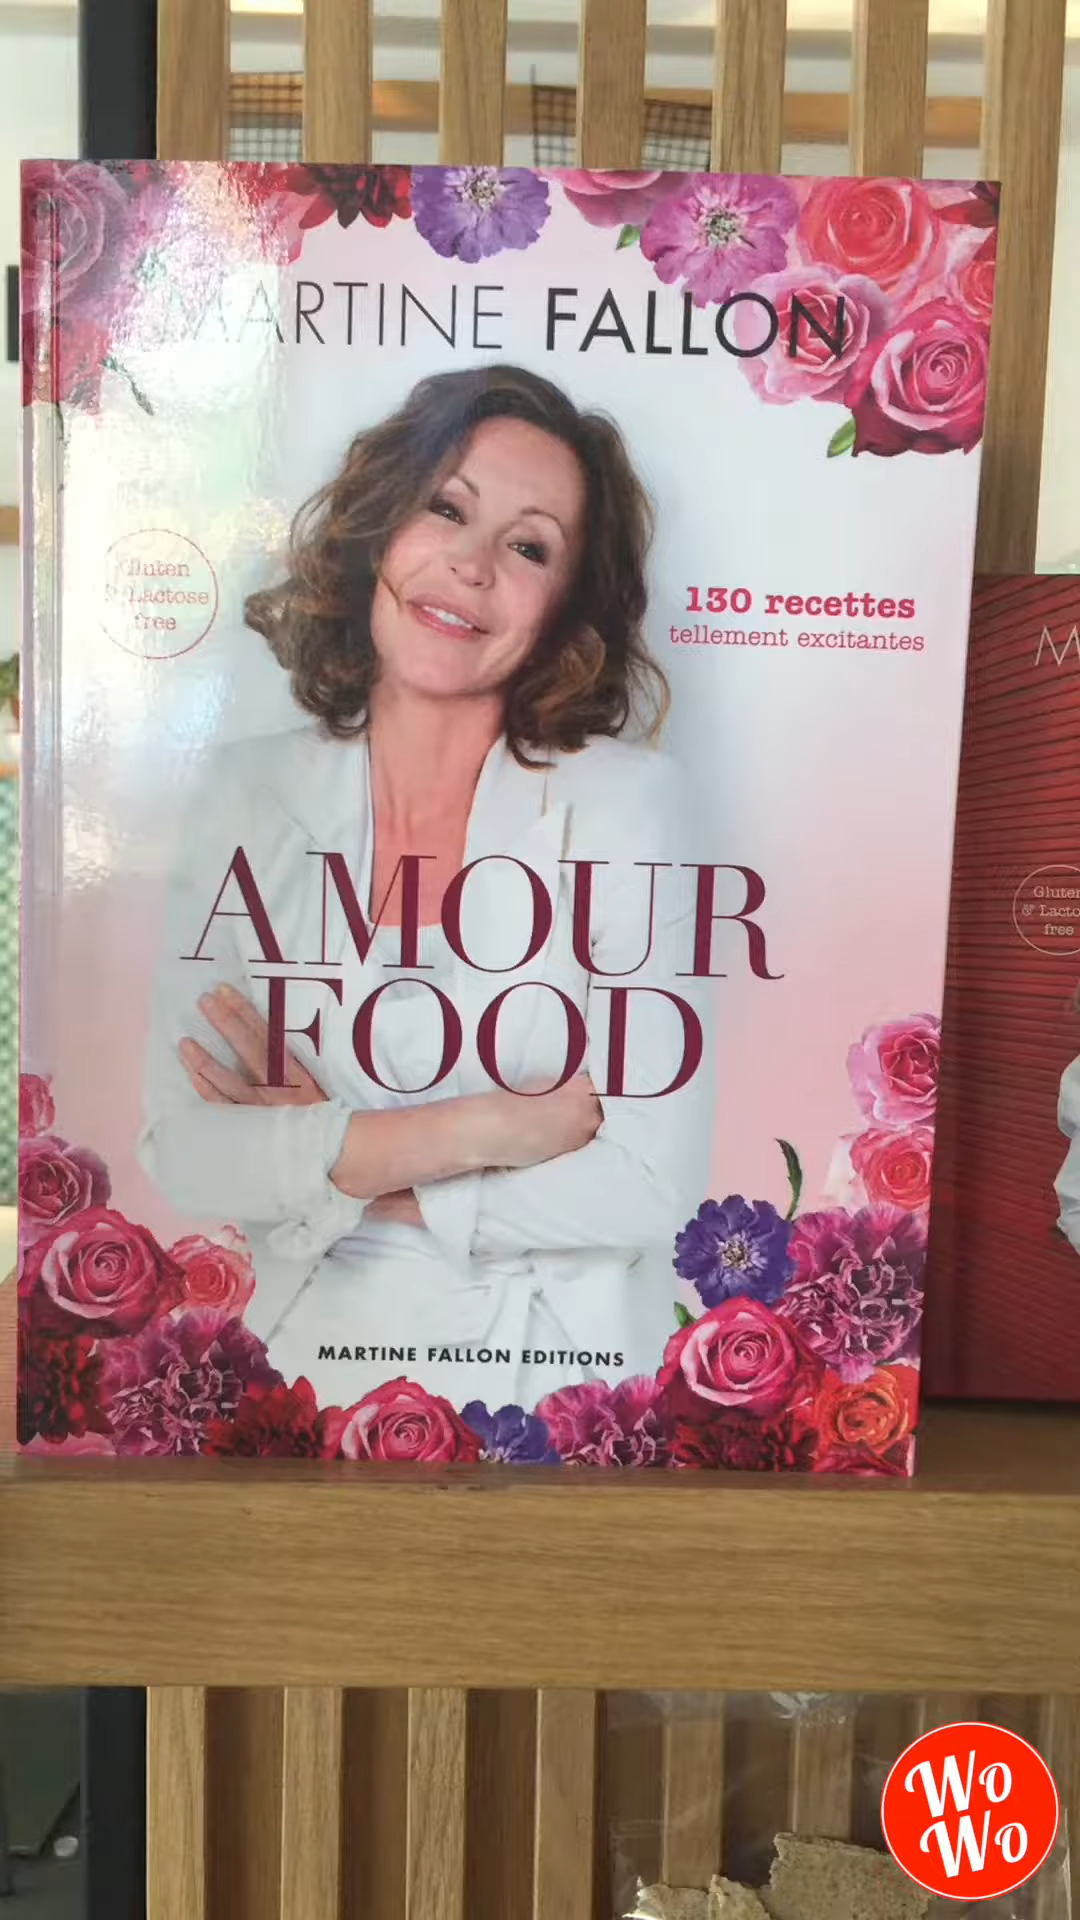 MARTINE FALLON
Gluten
& Lactose
free
130 recettes
tellement excitantes
AMOUR
FOOD
MARTINE FALLON EDITIONS
Gluten
& Lacto
free
Wo
Wo